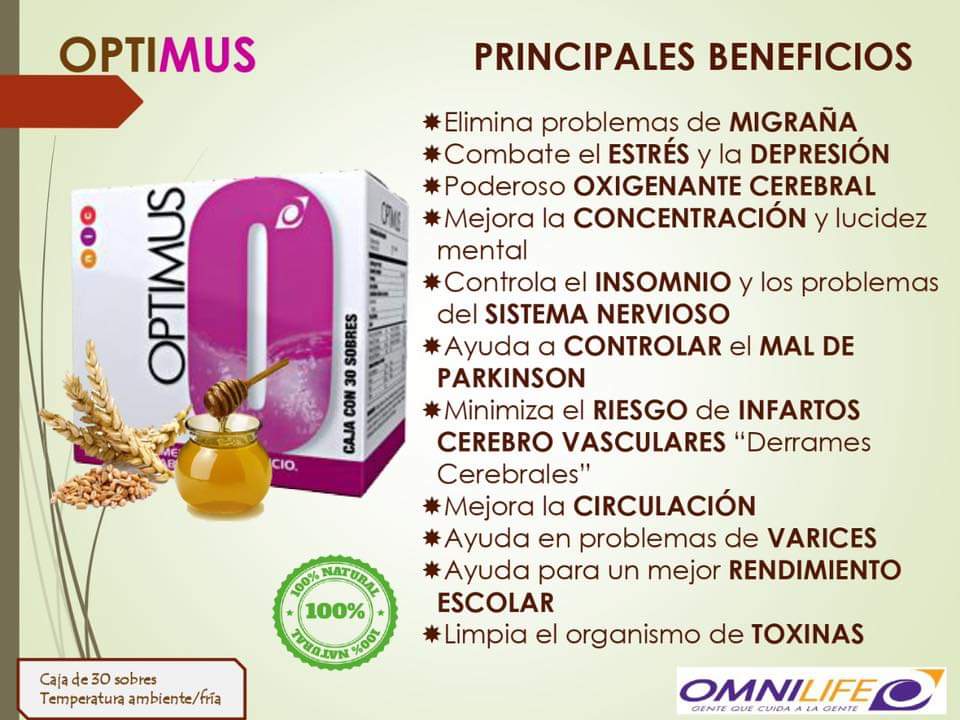 OPTIMUS
PRINCIPALES BENEFICIOS
✷Elimina problemas de MIGRAÑA
✷Combate el ESTRÉS y la DEPRESIÓN
✷Poderoso OXIGENANTE CEREBRAL
✷Mejora la CONCENTRACIÓN y lucidez
mental
✷Controla el INSOMNIO y los problemas
del SISTEMA NERVIOSO
✷Ayuda a CONTROLAR el MAL DE
PARKINSON
✷Minimiza el RIESGO de INFARTOS
CEREBRO VASCULARES “Derrames
Cerebrales”
✷Mejora la CIRCULACIÓN
✷Ayuda en problemas de VARICES
✷Ayuda para un mejor RENDIMIENTO
ESCOLAR
✷Limpia el organismo de TOXINAS
nic
OPTIMUS
OPTIMUS
CAJA CON 30 SOBRES
100% NATURAL
100%
100% NATURAL
Caja de 30 sobres
Temperatura ambiente/fría
OMNILIFE
GENTE QUE CUIDA A LA GENTE